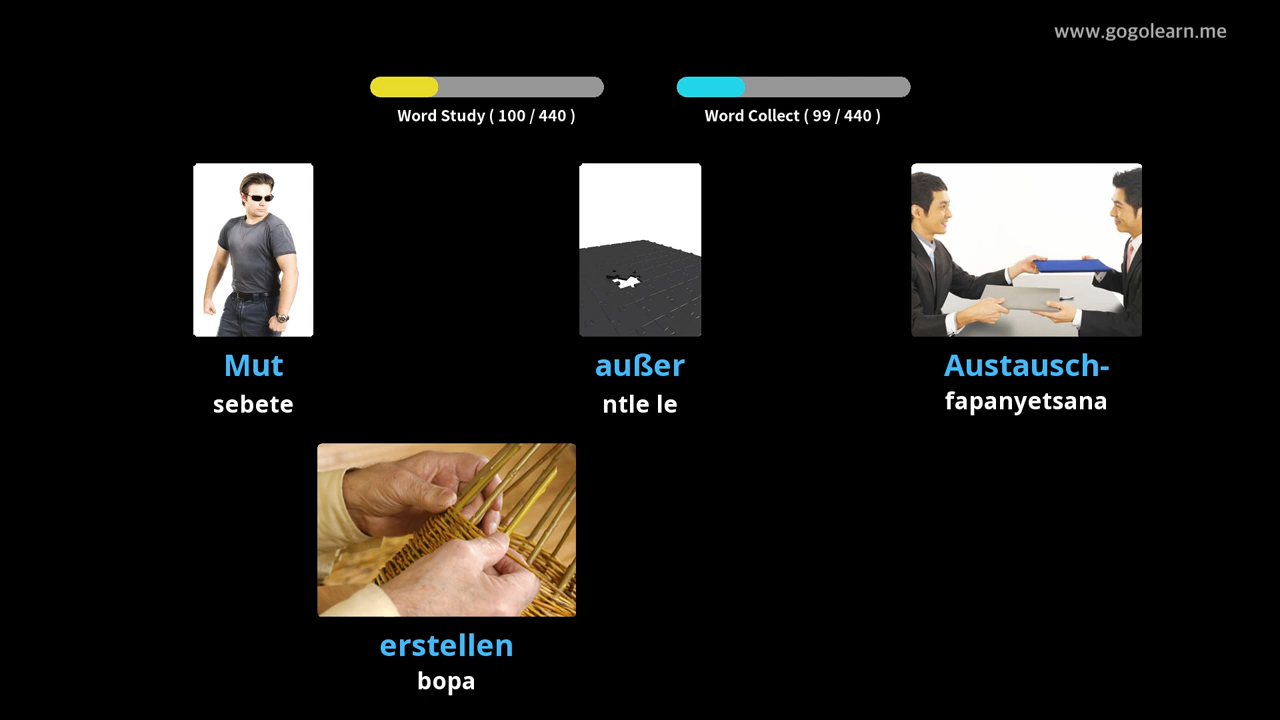 www.gogolearn.me
Word Study ( 100 / 440 )
Word Collect ( 99 / 440 )
Mut
sebete
außer
ntle le
Austausch-
fapanyetsana
erstellen
bopa